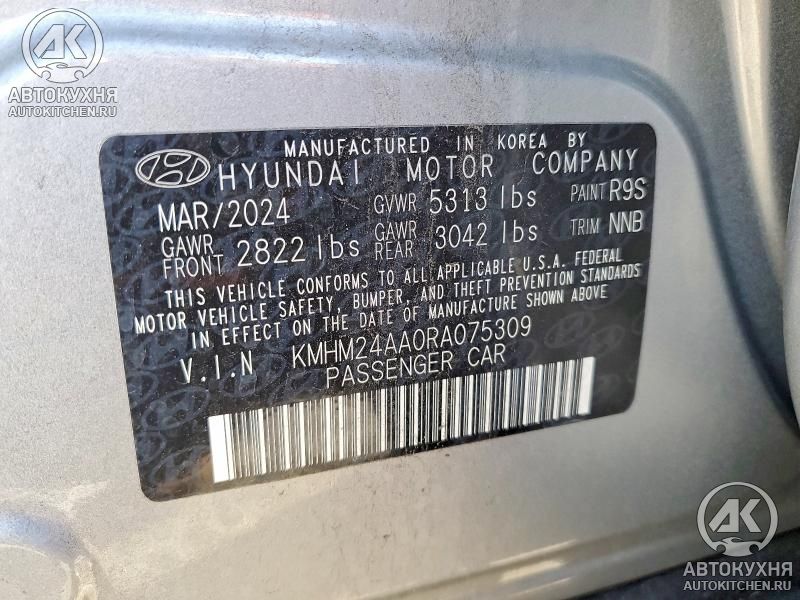 АВТОКУХНЯ
AUTOKITCHEN.RU
MANUFACTURED IN KOREA BY
HYUNDAI MOTOR COMPANY
MAR/2024 GVWR 5313 lbs PAINT R9S
GAWR FRONT 2822 lbs GAWR REAR 3042 lbs TRIM NNB
THIS VEHICLE CONFORMS TO ALL APPLICABLE U.S.A. FEDERAL
MOTOR VEHICLE SAFETY, BUMPER, AND THEFT PREVENTION STANDARDS
IN EFFECT ON THE DATE OF MANUFACTURE SHOWN ABOVE
V.I.N KMHM24AA0RA075309
PASSENGER CAR
АК
АВТОКУХНЯ
AUTOKITCHEN.RU